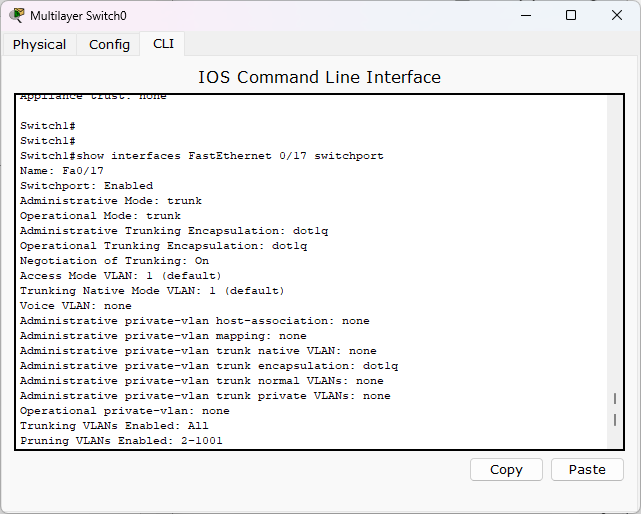 Multilayer Switch0
Physical Config CLI
IOS Command Line Interface
Appliance trust: none
Switch1#
Switch1#
Switch1#show interfaces FastEthernet 0/17 switchport
Name: Fa0/17
Switchport: Enabled
Administrative Mode: trunk
Operational Mode: trunk
Administrative Trunking Encapsulation: dot1q
Operational Trunking Encapsulation: dot1q
Negotiation of Trunking: On
Access Mode VLAN: 1 (default)
Trunking Native Mode VLAN: 1 (default)
Voice VLAN: none
Administrative private-vlan host-association: none
Administrative private-vlan mapping: none
Administrative private-vlan trunk native VLAN: none
Administrative private-vlan trunk encapsulation: dot1q
Administrative private-vlan trunk normal VLANs: none
Administrative private-vlan trunk private VLANs: none
Operational private-vlan: none
Trunking VLANs Enabled: All
Pruning VLANs Enabled: 2-1001
Copy Paste